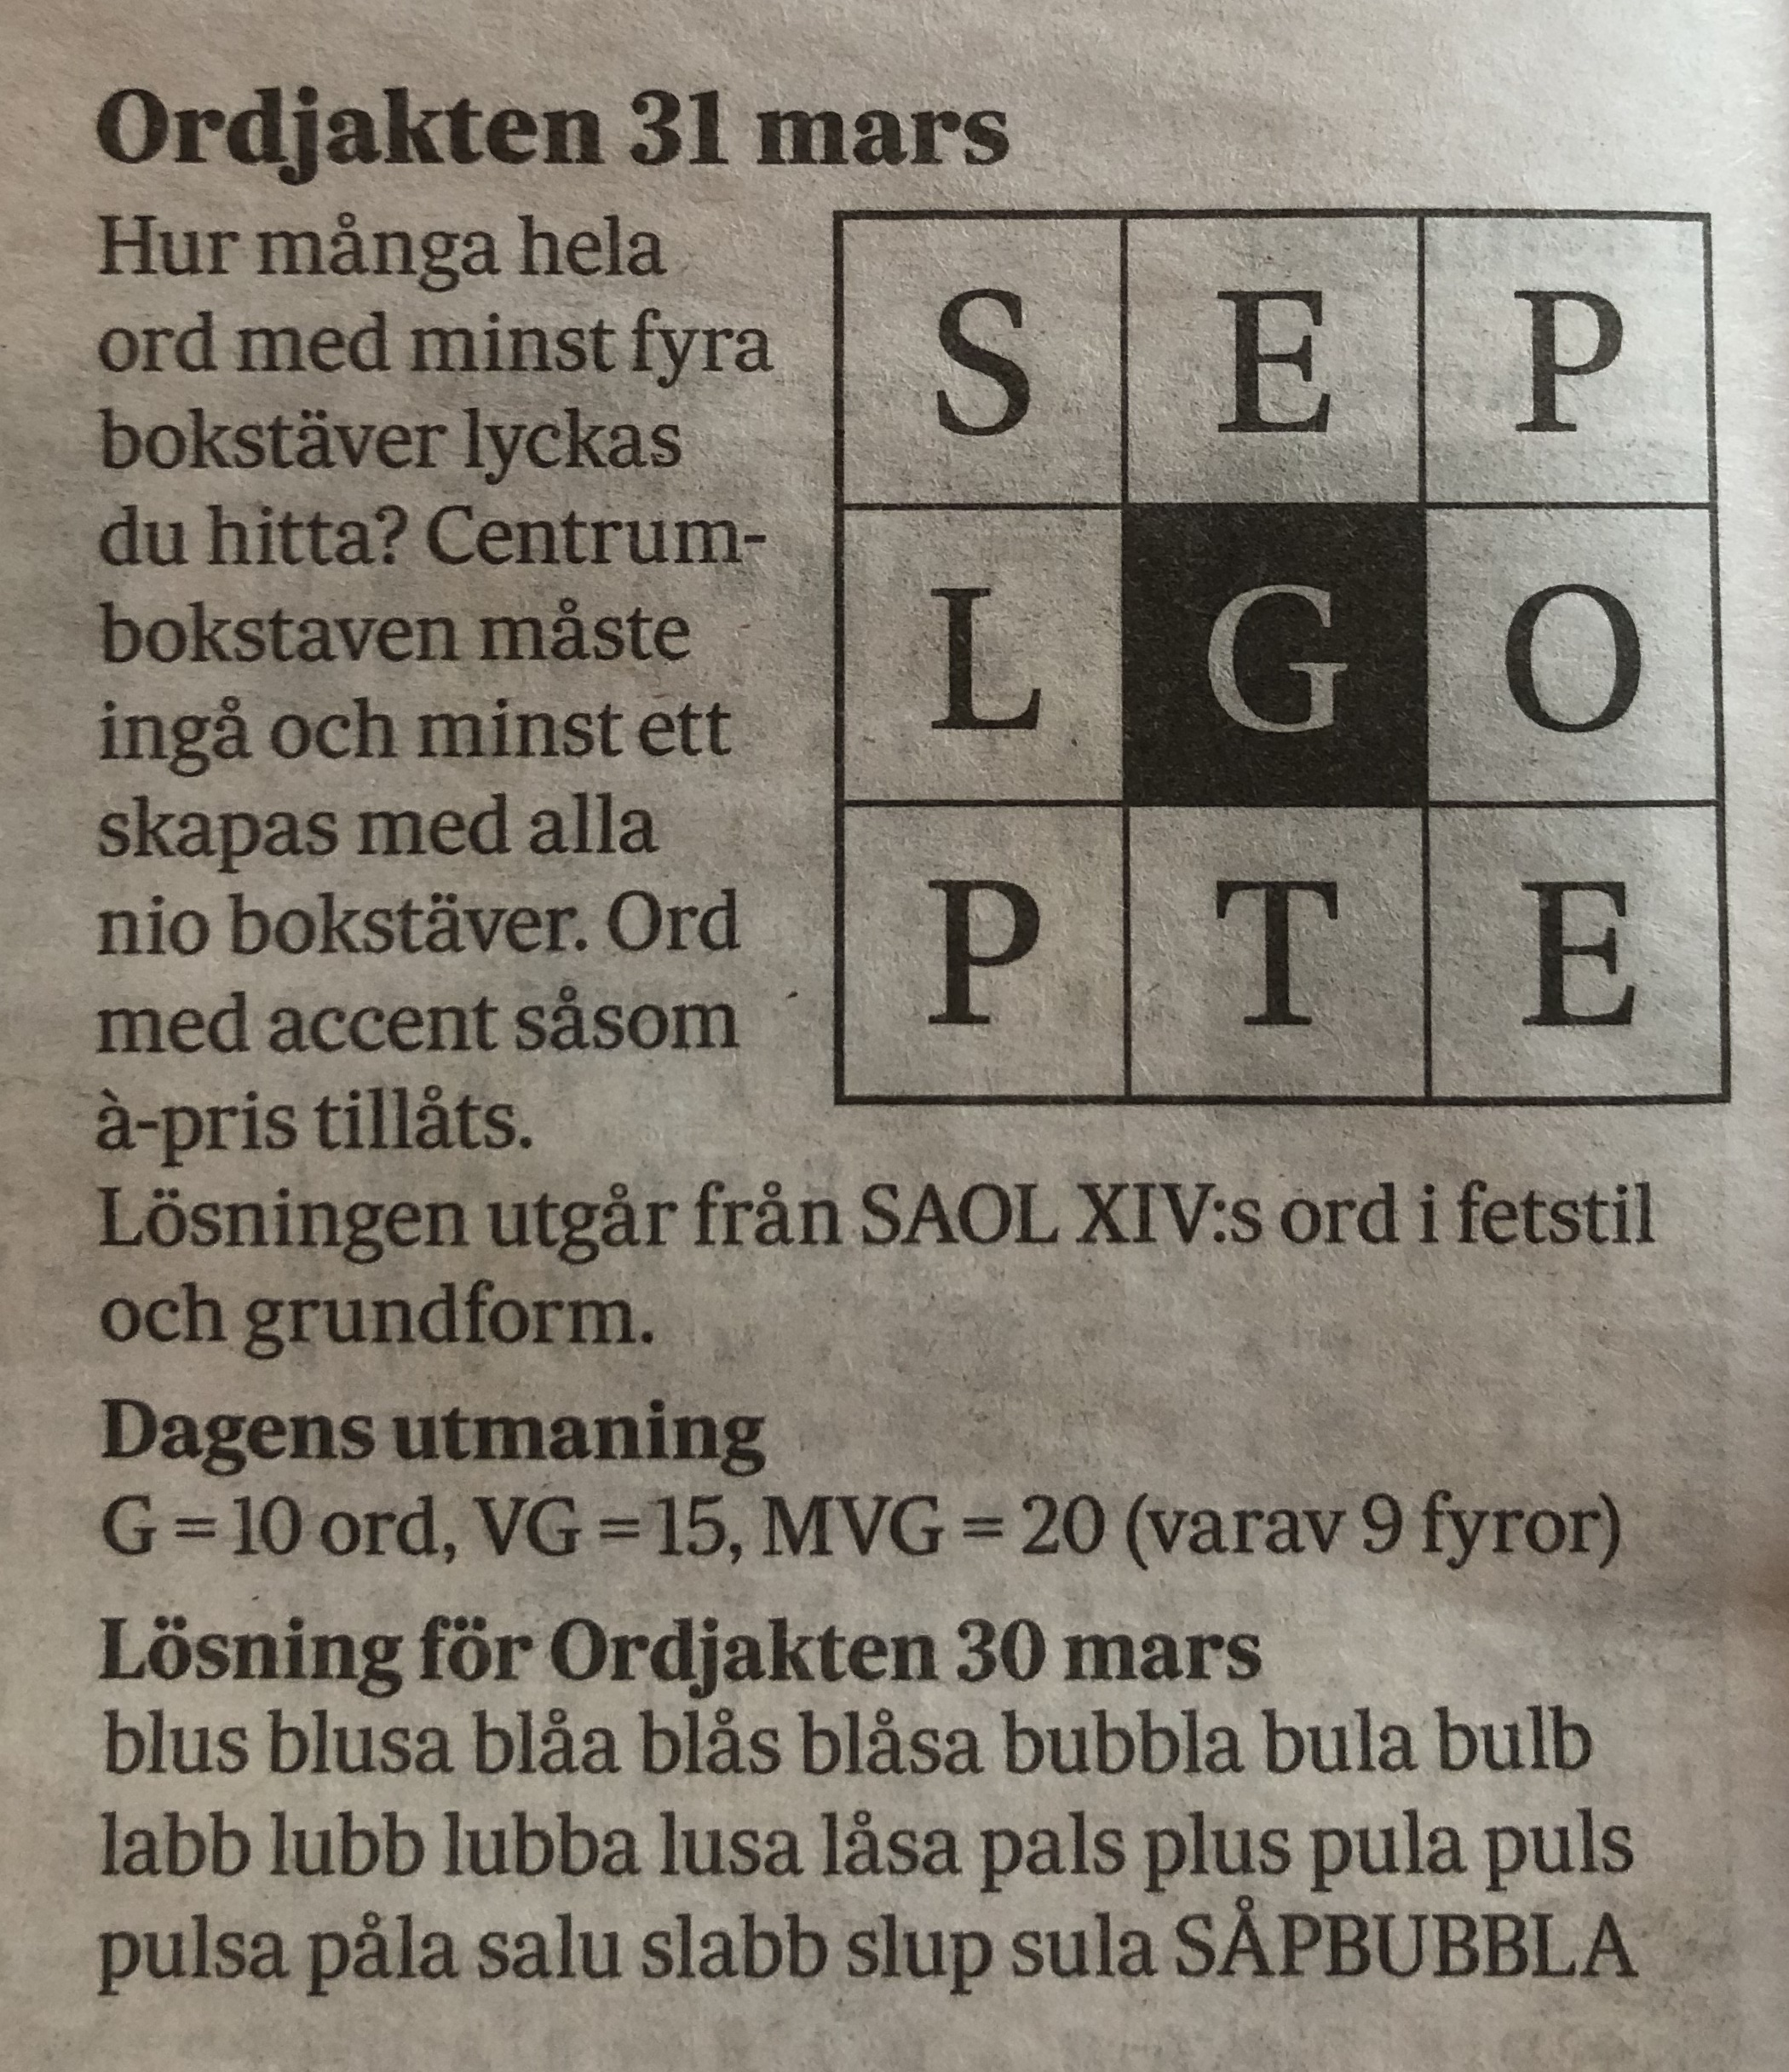 Ordjakten 31 mars
Hur många hela
ord med minst fyra
bokstäver lyckas
du hitta? Centrum-
bokstaven måste
ingå och minst ett
skapas med alla
nio bokstäver. Ord
med accent såsom
à-pris tillåts.
Lösningen utgår från SAOL XIV:s ord i fetstil
och grundform.
S E P
L G O
P T E
Dagens utmaning
G = 10 ord, VG = 15, MVG = 20 (varav 9 fyror)
Lösning för Ordjakten 30 mars
blus blusa blåa blås blåsa bubbla bula bulb
labb lubb lubba lusa låsa pals plus pula puls
pulsa påla salu slabb slup sula SÅPBUBBLA